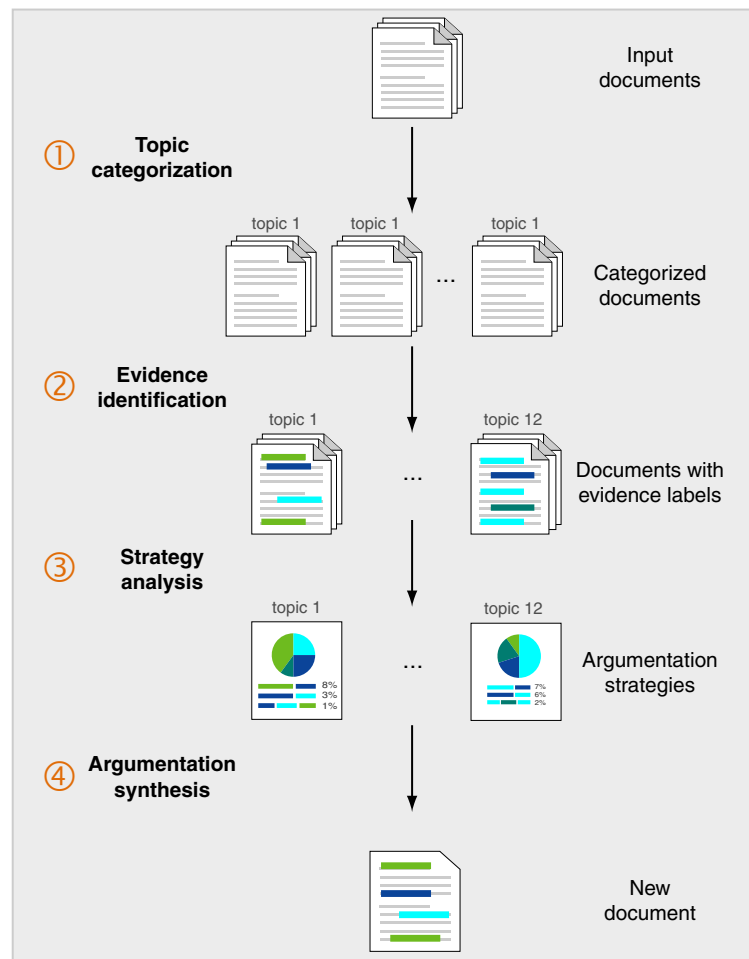 Input
documents
①
Topic
categorization
topic 1
topic 1
topic 1
...
Categorized
documents
②
Evidence
identification
topic 1
topic 12
...
Documents with
evidence labels
③
Strategy
analysis
topic 1
topic 12
8%
3%
1%
...
7%
6%
2%
Argumentation
strategies
④
Argumentation
synthesis
New
document